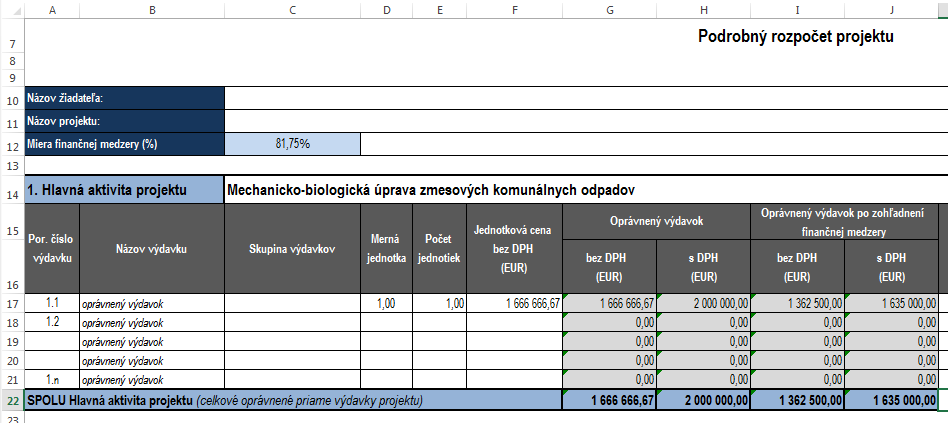 A B C D E F G H I J
7 Podrobný rozpočet projektu
8
9
10 Názov žiadateľa:
11 Názov projektu:
12 Miera finančnej medzery (%) 81,75%
13
14 1. Hlavná aktivita projektu Mechanicko-biologická úprava zmesových komunálnych odpadov
15 Por. číslo výdavku Názov výdavku Skupina výdavkov Merná jednotka Počet jednotiek Jednotková cena bez DPH (EUR) Oprávnený výdavok Oprávnený výdavok po zohľadnení finančnej medzery
16 bez DPH (EUR) s DPH (EUR) bez DPH (EUR) s DPH (EUR)
17 1.1 oprávnený výdavok 1,00 1,00 1 666 666,67 1 666 666,67 2 000 000,00 1 362 500,00 1 635 000,00
18 1.2 oprávnený výdavok 0,00 0,00 0,00 0,00
19 oprávnený výdavok 0,00 0,00 0,00 0,00
20 oprávnený výdavok 0,00 0,00 0,00 0,00
21 1.n oprávnený výdavok 0,00 0,00 0,00 0,00
22 SPOLU Hlavná aktivita projektu (celkové oprávnené priame výdavky projektu) 1 666 666,67 2 000 000,00 1 362 500,00 1 635 000,00
23